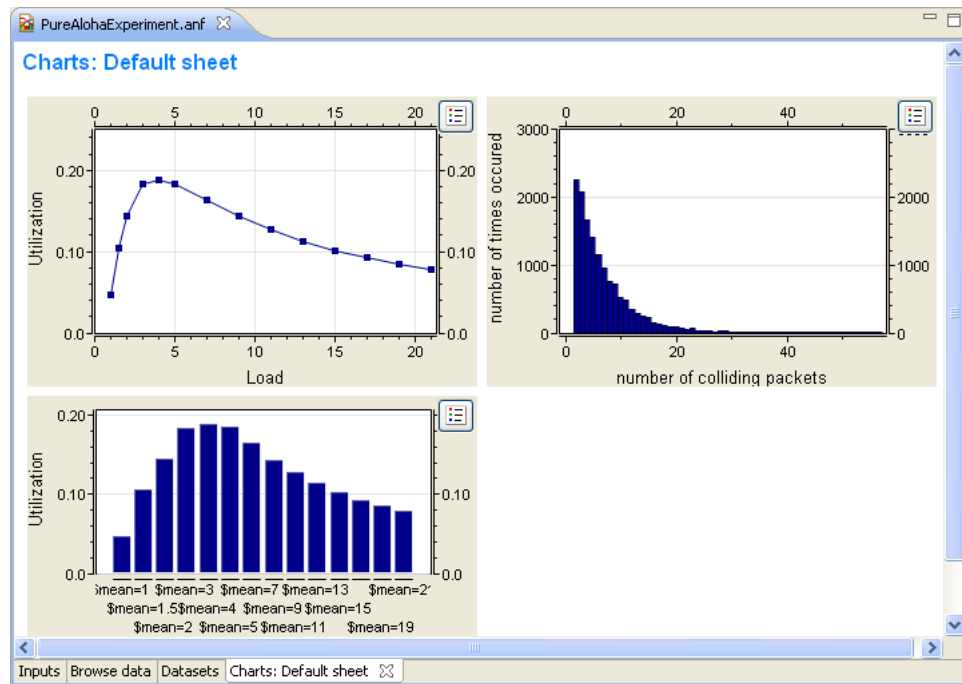 PureAlohaExperiment.anf
Charts: Default sheet
0 5 10 15 20
0.20 0.20
0.10 0.10
0.0 0.0
Utilization
0 5 10 15 20
Load
0 20 40
3000
2000 2000
1000 1000
0 0
number of times occured
0 20 40
number of colliding packets
0.20
0.10 0.10
0.0 0.0
Utilization
$mean=1 $mean=3 $mean=7 $mean=13
$mean=1.5 $mean=4 $mean=9 $mean=15
$mean=2 $mean=5 $mean=11 $mean=19
Inputs Browse data Datasets Charts: Default sheet